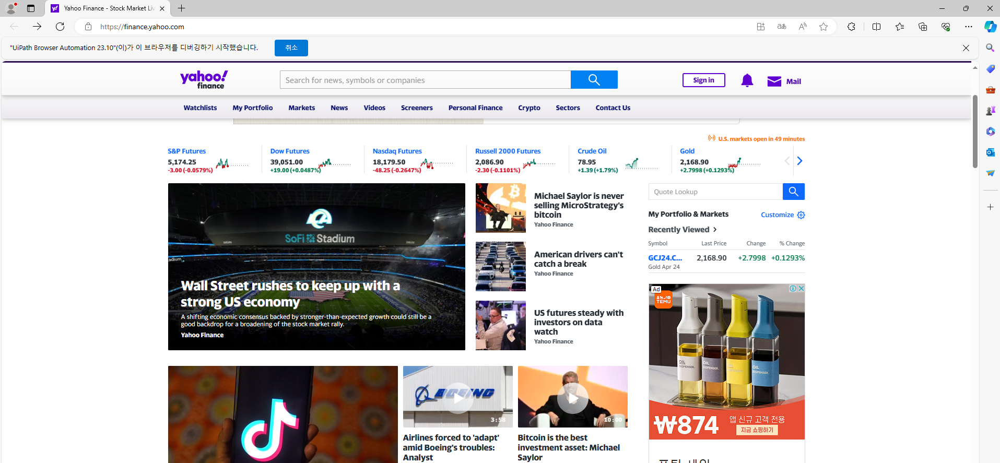 Yahoo Finance - Stock Market Liv
https://finance.yahoo.com
"UiPath Browser Automation 23.10"(이)가 이 브라우저를 디버깅하기 시작했습니다.
취소
yahoo!
finance
Search for news, symbols or companies
Sign in
Mail
Watchlists My Portfolio Markets News Videos Screeners Personal Finance Crypto Sectors Contact Us
U.S. markets open in 49 minutes
S&P Futures
5,174.25
-3.00 (-0.0579%)
Dow Futures
39,051.00
+19.00 (+0.0487%)
Nasdaq Futures
18,179.50
-48.25 (-0.2647%)
Russell 2000 Futures
2,086.90
-2.30 (-0.1101%)
Crude Oil
78.95
+1.39 (+1.79%)
Gold
2,168.90
+2.7998 (+0.1293%)
SoFi Stadium
Wall Street rushes to keep up with a
strong US economy
A shifting economic consensus backed by stronger-than-expected growth could still be a
good backdrop for a broadening of the stock market rally.
Yahoo Finance
Michael Saylor is never
selling MicroStrategy's
bitcoin
Yahoo Finance
American drivers can't
catch a break
Yahoo Finance
US futures steady with
investors on data
watch
Yahoo Finance
Quote Lookup
My Portfolio & Markets
Customize
Recently Viewed
Symbol Last Price Change % Change
GCJ24.C... 2,168.90 +2.7998 +0.1293%
Gold Apr 24
Ad
TEMU
OIL
DISPENSER.
OIL
DISPENSER.
OIL
DISPENSER.
OIL
DISPENSER.
₩874
앱 신규 고객 전용
지금 쇼핑하기
BOEING
3:58
Airlines forced to 'adapt'
amid Boeing's troubles:
Analyst
10:00
Bitcoin is the best
investment asset: Michael
Saylor